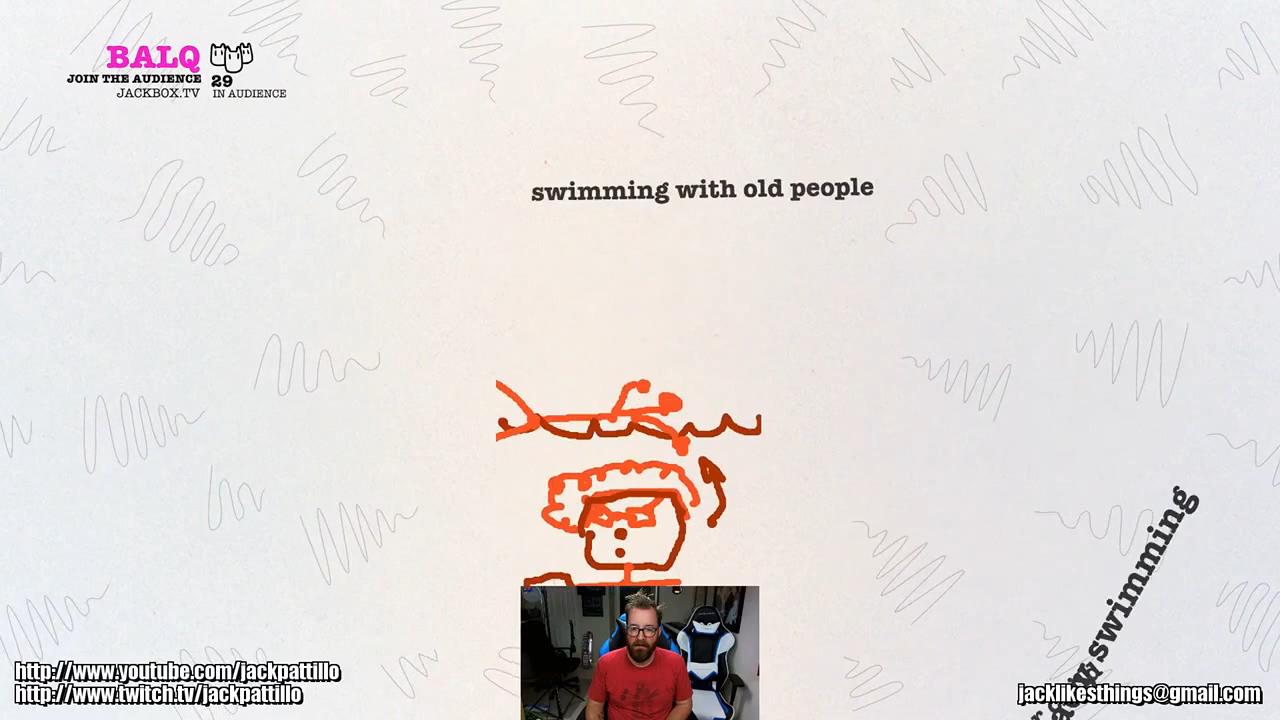 BALQ
JOIN THE AUDIENCE
JACKBOX.TV
29
IN AUDIENCE
swimming with old people
swimming
http://www.youtube.com/jackpattillo
http://www.twitch.tv/jackpattillo
jacklikesthings@gmail.com